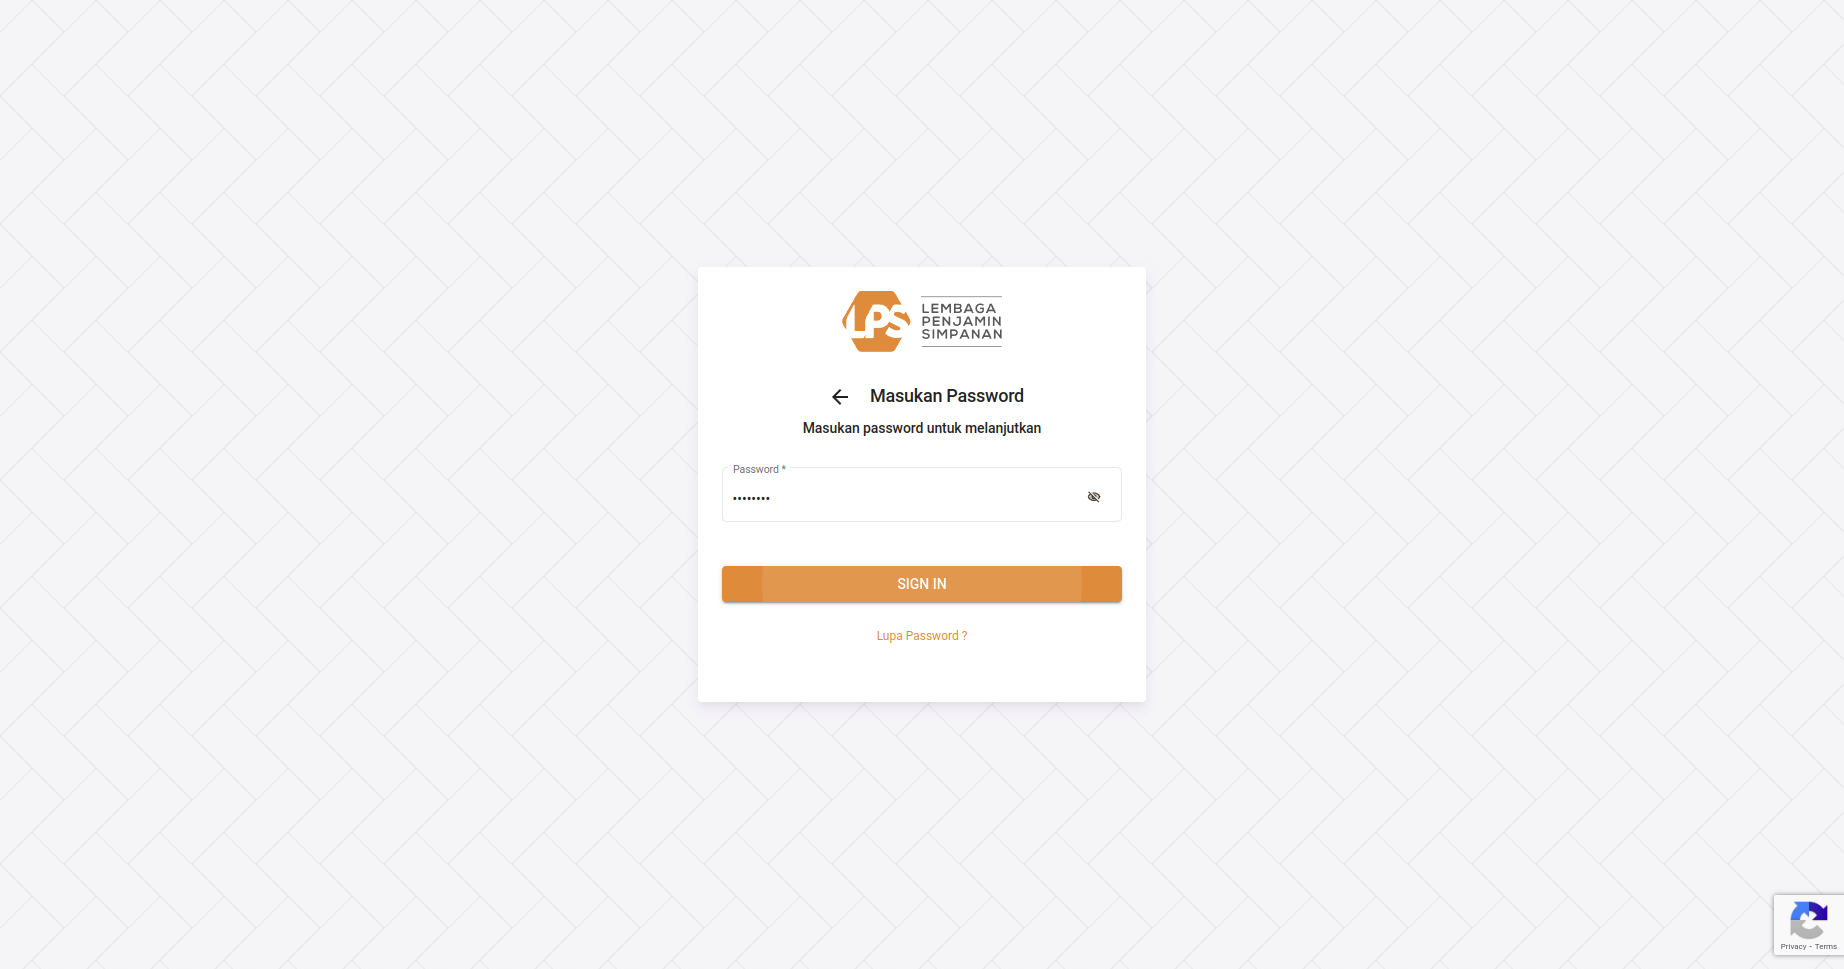 LPS
LEMBAGA
PENJAMIN
SIMPANAN
Masukan Password
Masukan password untuk melanjutkan
Password *
••••••••
SIGN IN
Lupa Password ?
Privacy - Terms